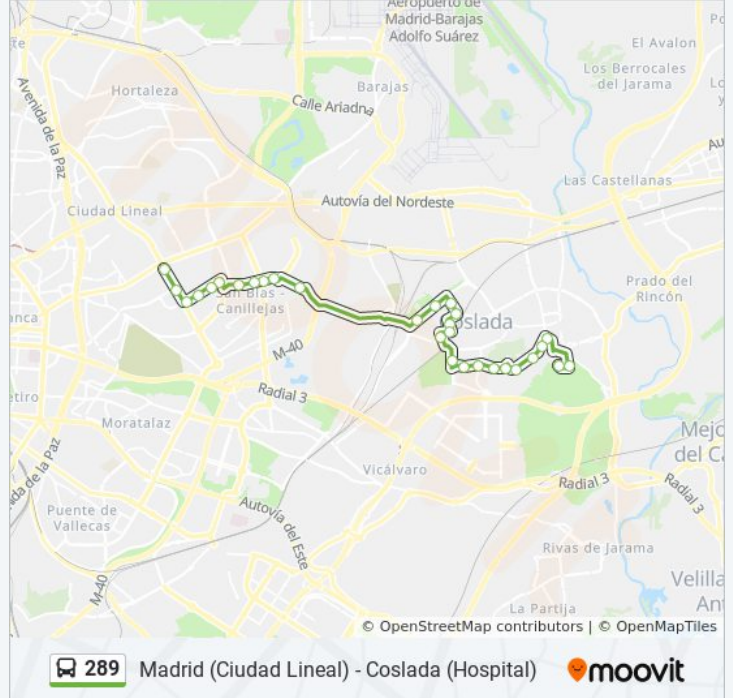 Aeropuerto de
Madrid-Barajas
Adolfo Suárez
El Avalon
Los Berrocales
del Jarama
Hortaleza
Barajas
Calle Ariadna
Avenida de la Paz
Las Castellanas
Autovía del Nordeste
Ciudad Lineal
San Blas -
Canillejas
Prado del
Rincón
Coslada
M-40
Radial 3
Moratalaz
Vicálvaro
Radial 3
Radial 3
Puente de
Vallecas
Autovía del Este
Rivas de Jarama
M-40
La Partija
© OpenStreetMap contributors | © OpenMapTiles
289 Madrid (Ciudad Lineal) - Coslada (Hospital) moovit